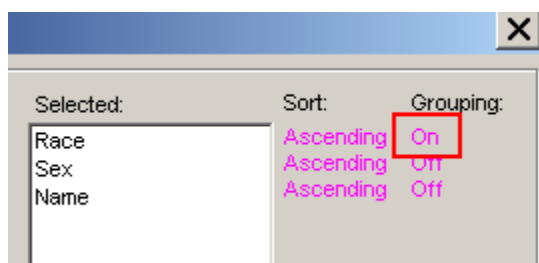 Selected: Sort: Grouping:
Race Ascending On
Sex Ascending Off
Name Ascending Off